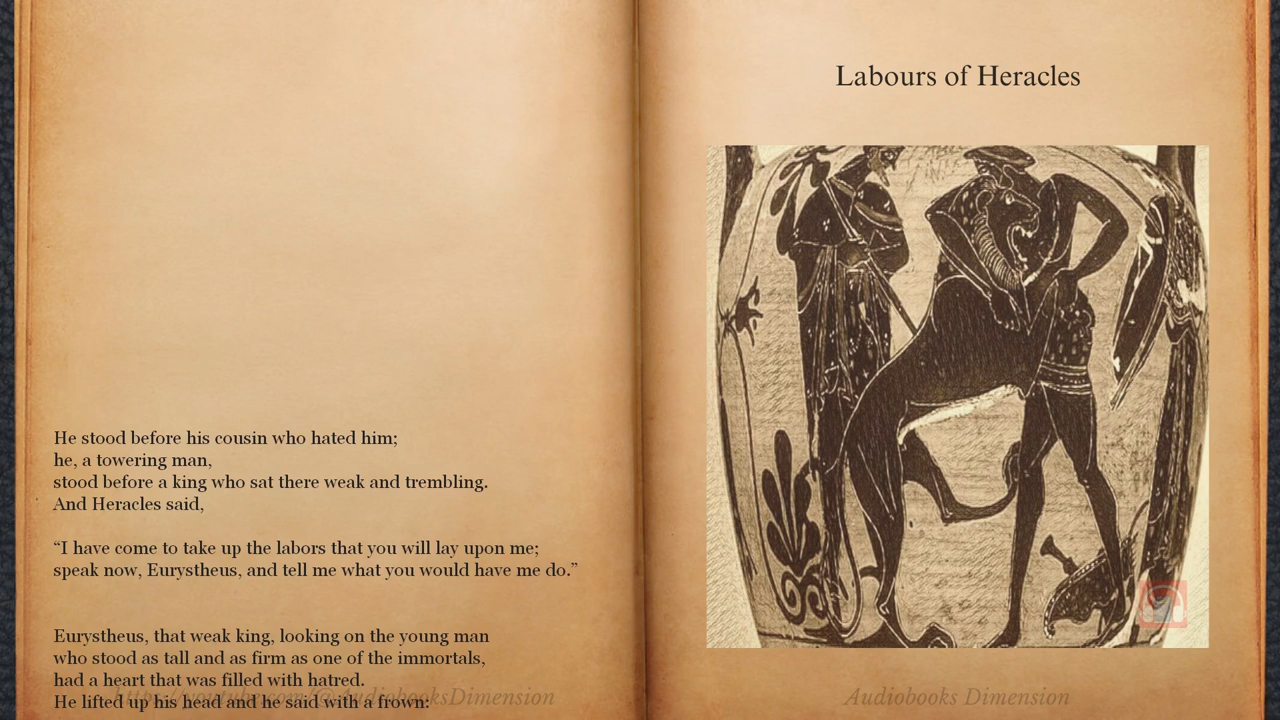 He stood before his cousin who hated him;
he, a towering man,
stood before a king who sat there weak and trembling.
And Heracles said,
“I have come to take up the labors that you will lay upon me;
speak now, Eurystheus, and tell me what you would have me do.”
Eurystheus, that weak king, looking on the young man
who stood as tall and as firm as one of the immortals,
had a heart that was filled with hatred.
He lifted up his head and he said with a frown:
https://youtube.com/@AudiobooksDimension
Labours of Heracles
Audiobooks Dimension